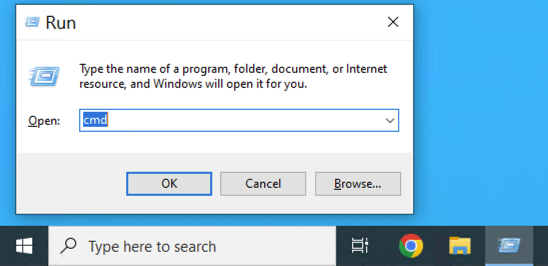 Run
Type the name of a program, folder, document, or Internet
resource, and Windows will open it for you.
Open: cmd
OK Cancel Browse...
Type here to search